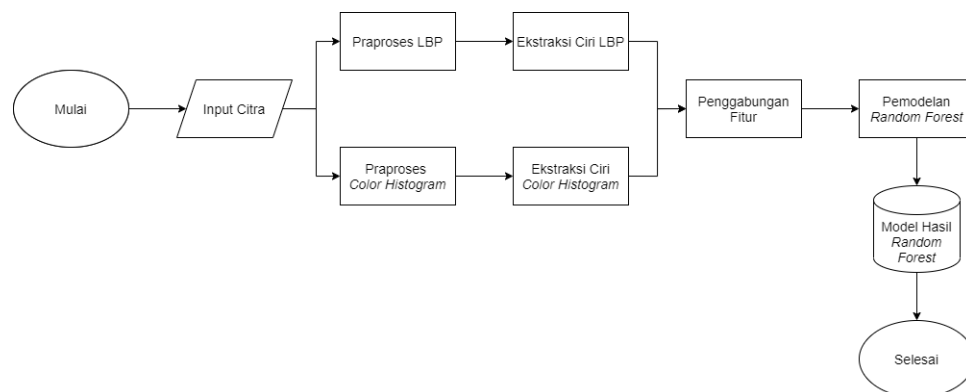 Mulai
Input Citra
Praproses LBP
Ekstraksi Ciri LBP
Praproses
Color Histogram
Ekstraksi Ciri
Color Histogram
Penggabungan
Fitur
Pemodelan
Random Forest
Model Hasil
Random
Forest
Selesai